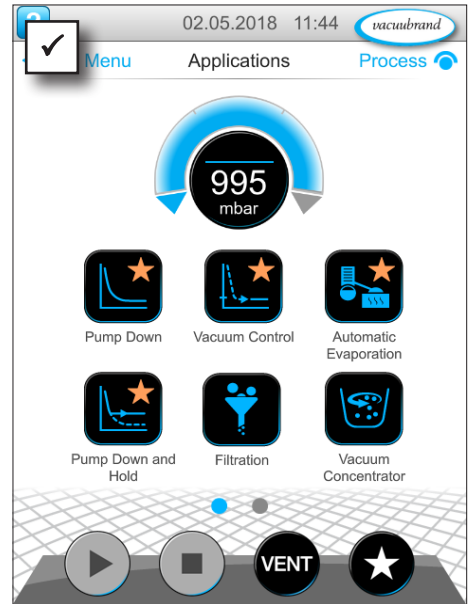 02.05.2018 11:44 vacuubrand
Menu Applications Process
995
mbar
Pump Down Vacuum Control Automatic
Evaporation
Pump Down and
Hold
Filtration
Vacuum
Concentrator
VENT